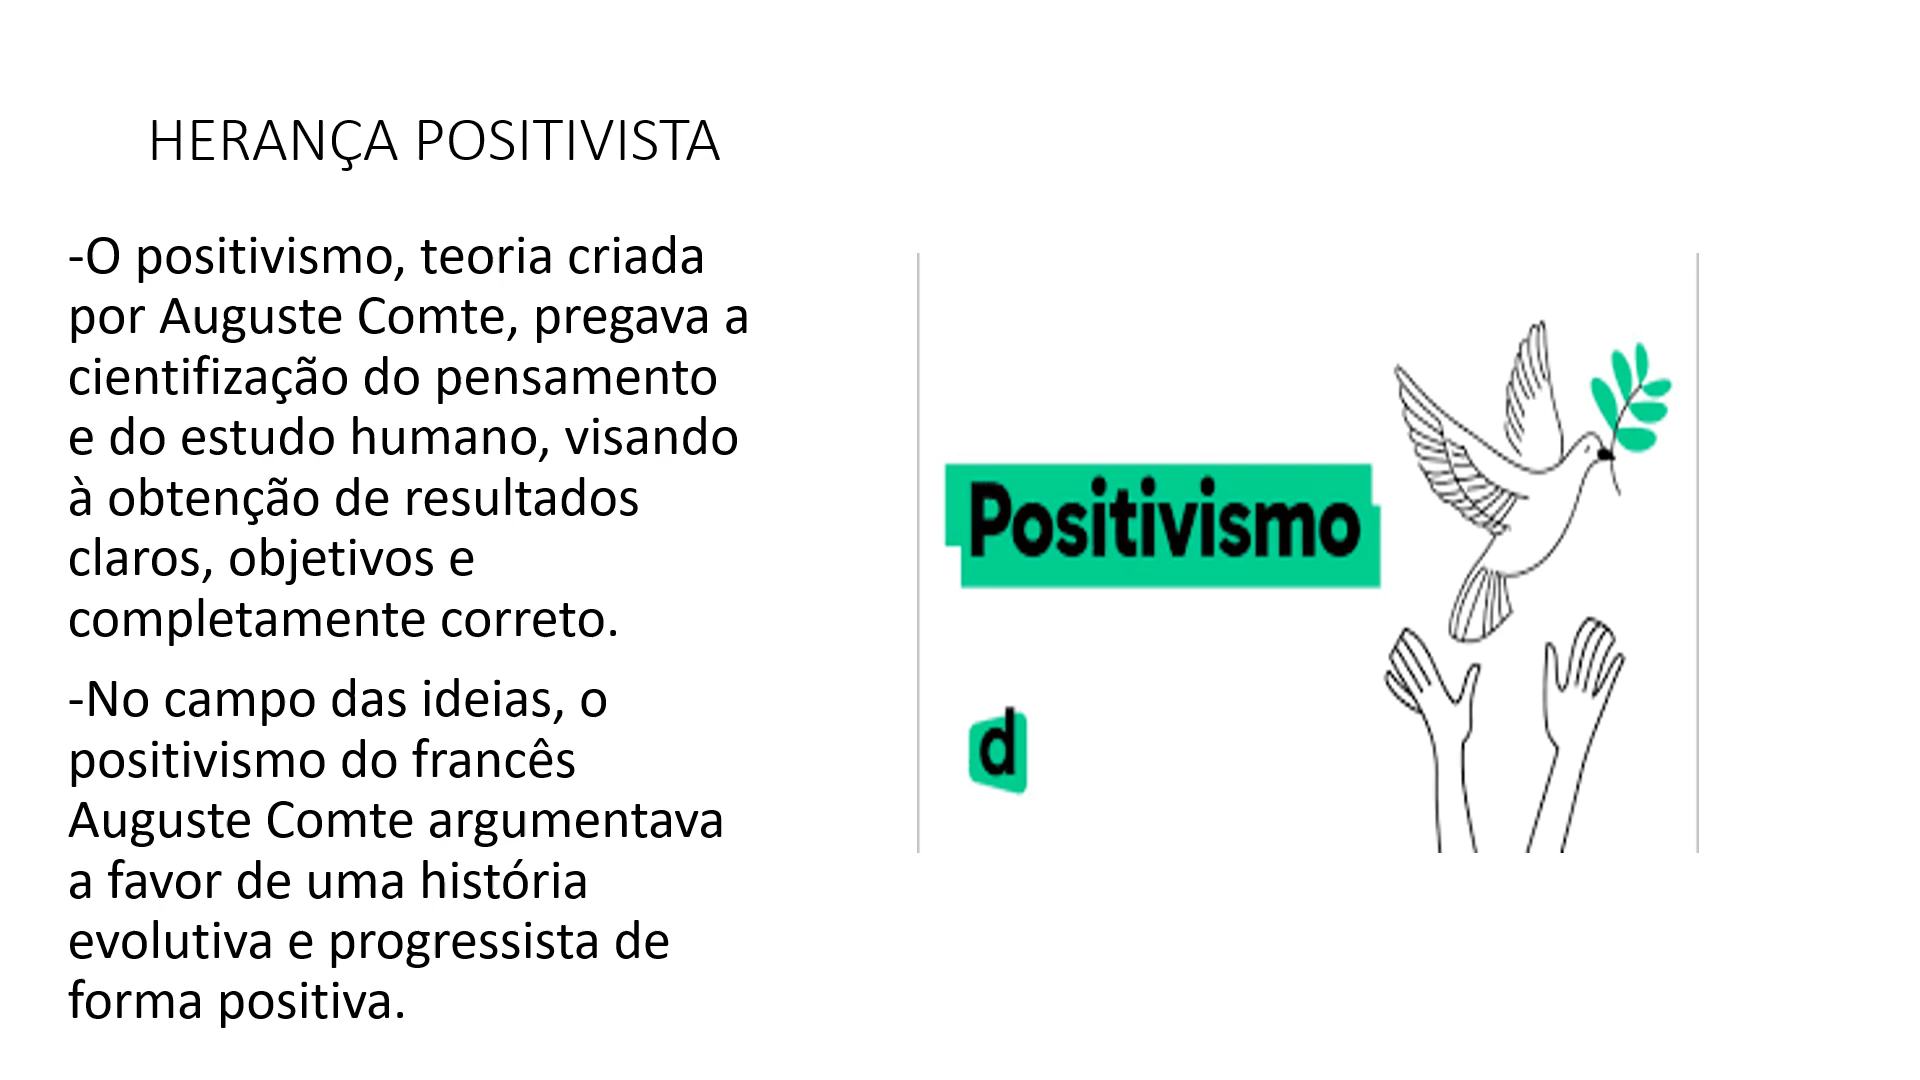 HERANÇA POSITIVISTA
-O positivismo, teoria criada
por Auguste Comte, pregava a
cientifização do pensamento
e do estudo humano, visando
à obtenção de resultados
claros, objetivos e
completamente correto.
-No campo das ideias, o
positivismo do francês
Auguste Comte argumentava
a favor de uma história
evolutiva e progressista de
forma positiva.
Positivismo
d